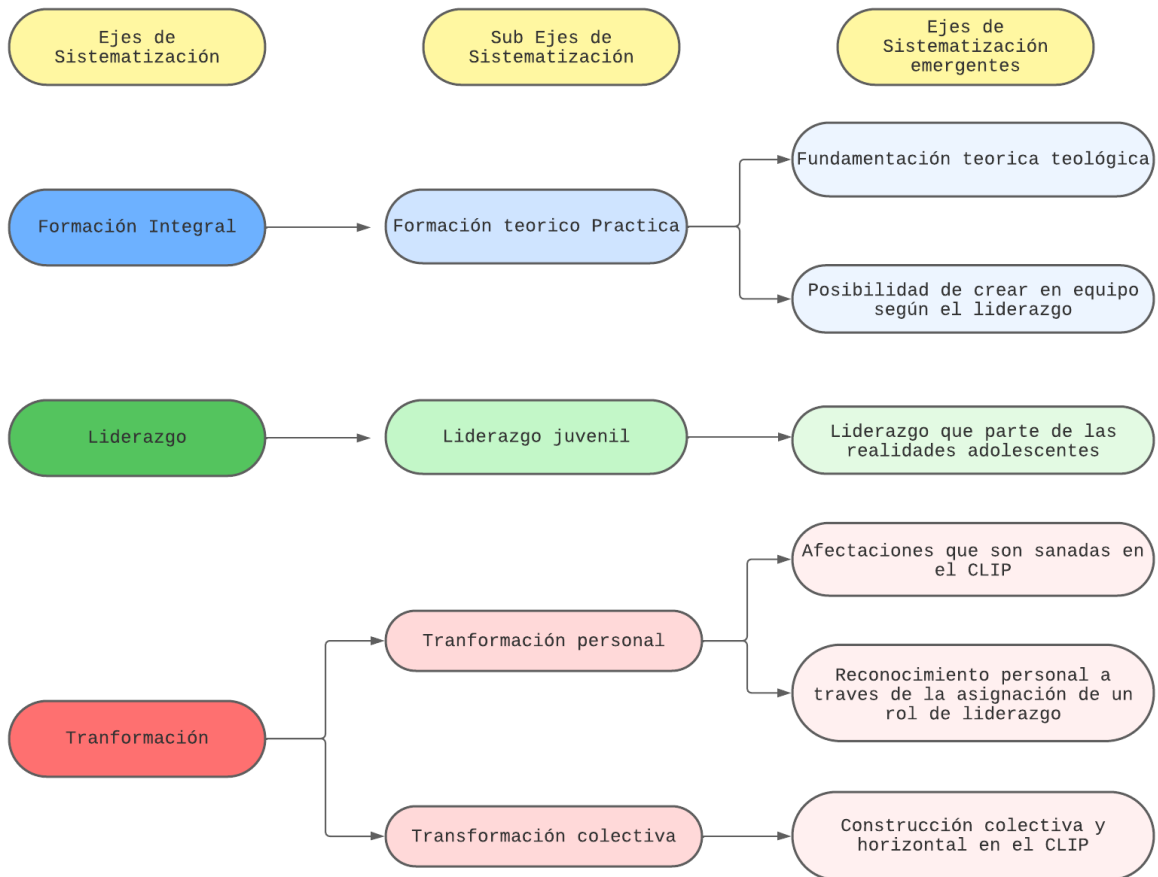 Ejes de
Sistematización
Sub Ejes de
Sistematización
Ejes de
Sistematización
emergentes
Fundamentación teorica teológica
Formación Integral
Formación teorico Practica
Posibilidad de crear en equipo
según el liderazgo
Liderazgo
Liderazgo juvenil
Liderazgo que parte de las
realidades adolescentes
Afectaciones que son sanadas en
el CLIP
Tranformación personal
Reconocimiento personal a
traves de la asignación de un
rol de liderazgo
Tranformación
Transformación colectiva
Construcción colectiva y
horizontal en el CLIP